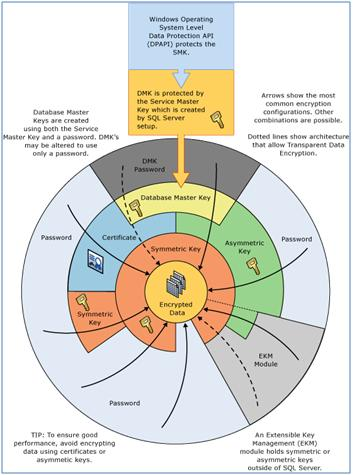 Windows Operating
System Level
Data Protection API
(DPAPI) protects the
SMK.
DMK is protected by
the Service Master
Key which is
created by
SQL Server
setup.
Database Master
Keys are created
using both the Service
Master Key and a password. DMK's
may be altered to use
only a password.
Arrows show the most
common encryption
configurations. Other
combinations are possible.
Dotted lines show architecture
that allow Transparent Data
Encryption.
DMK
Password
Database Master Key
Password
Certificate
Symmetric Key
Asymmetric
Key
Password
Symmetric
Key
Encrypted
Data
EKM
Module
Password
TIP: To ensure good
performance, avoid encrypting
data using certificates or
asymmetric keys.
An Extensible Key
Management (EKM)
module holds symmetric or
asymmetric keys
outside of SQL Server.